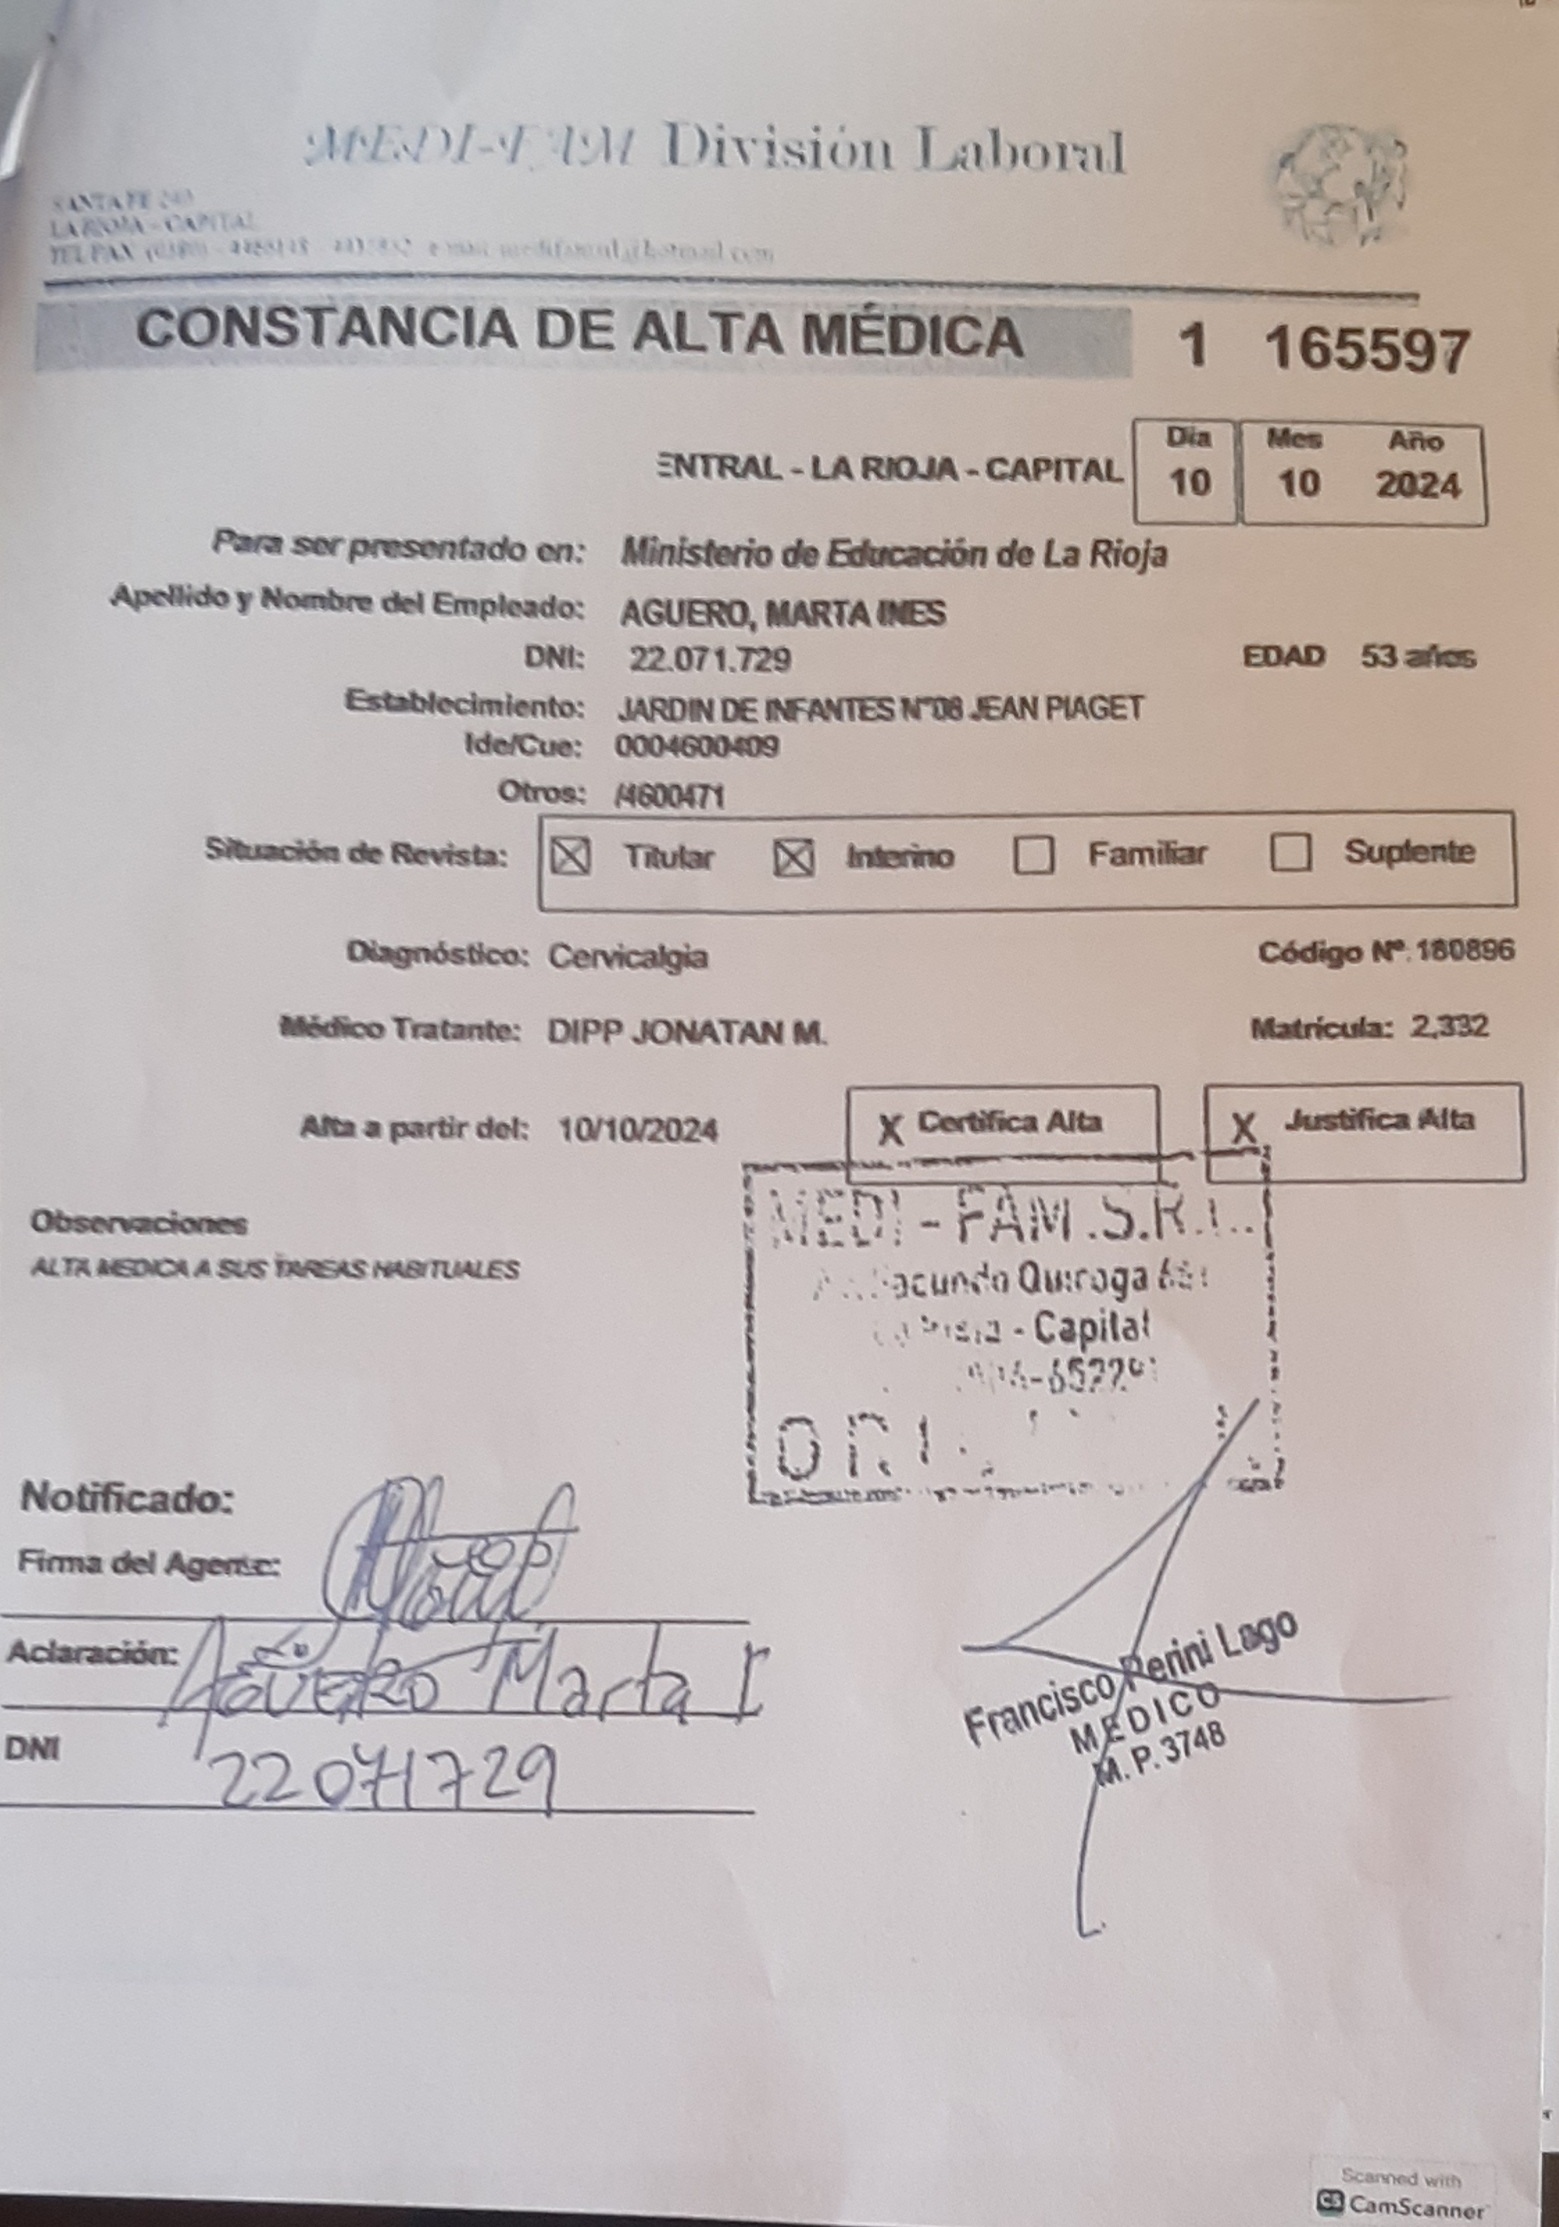 MEDI-FAM División Laboral
SANTA FE
LA RIOJA - CAPITAL
TEL FAX
CONSTANCIA DE ALTA MÉDICA 1 165597
Día Mes Año
ENTRAL - LA RIOJA - CAPITAL 10 10 2024
Para ser presentado en: Ministerio de Educación de La Rioja
Apellido y Nombre del Empleado: AGUERO, MARTA INES
DNI: 22.071.729 EDAD 53 años
Establecimiento: JARDIN DE INFANTES N°08 JEAN PIAGET
Ide/Cue: 0004600409
Otros: /4600471
Situación de Revista: Titular Interino Familiar Suplente
Diagnóstico: Cervicalgia Código Nº: 180896
Médico Tratante: DIPP JONATAN M. Matrícula: 2,332
Alta a partir del: 10/10/2024 X Certifica Alta X Justifica Alta
Observaciones
ALTA MEDICA A SUS TAREAS HABITUALES
MEDI-FAM.S.R.L.
Quiroga
- Capital
Notificado:
Firma del Agente:
Aclaración: Agüero Marta I
DNI 22071729
Francisco Perini Lago
MEDICO
M.P. 3748
Scanned with
CS CamScanner